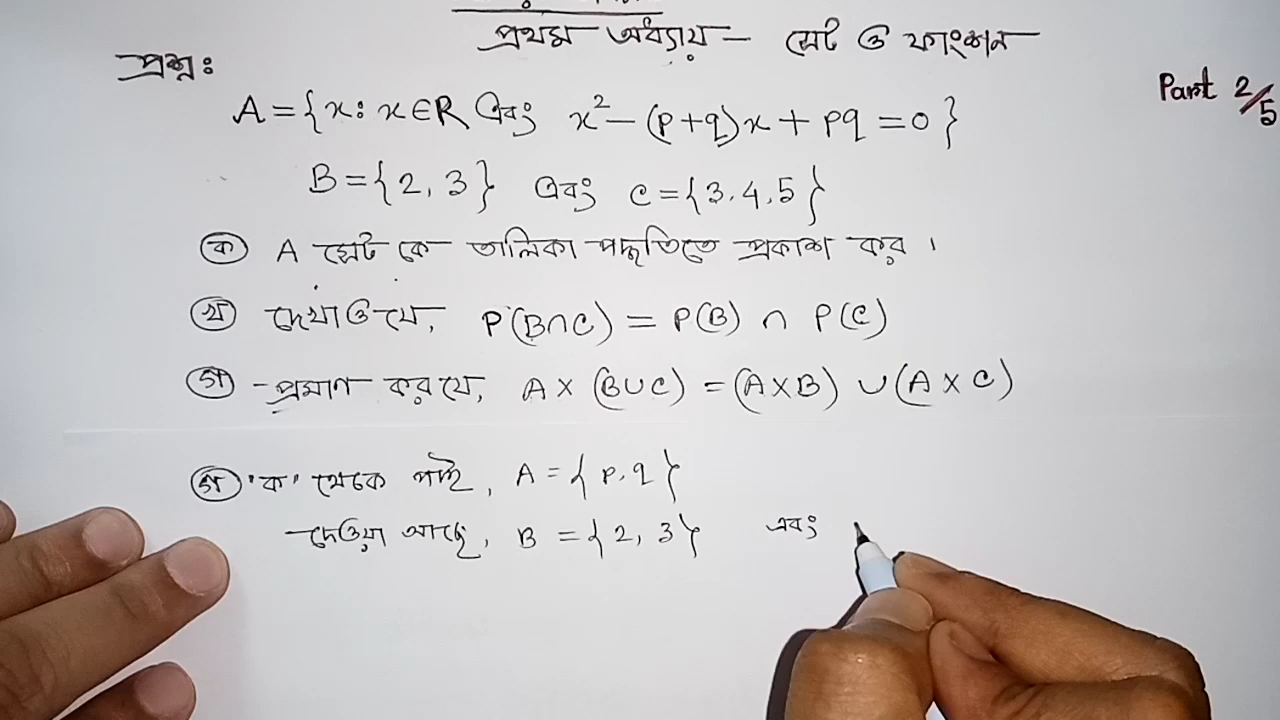 প্রথম অধ্যায় – সেট ও ফাংশন
Part 2/5
প্রশ্নঃ
A = {x : x ∈ R এবং x² – (p+q)x + pq = 0}
B = {2, 3} এবং C = {3, 4, 5}
ক A সেট কে তালিকা পদ্ধতিতে প্রকাশ কর।
খ দেখাও যে, P(B∩C) = P(B) ∩ P(C)
গ প্রমাণ কর যে, A × (B∪C) = (A×B) ∪ (A×C)
গ 'ক' থেকে পাই, A = {p, q}
দেওয়া আছে, B = {2, 3} এবং